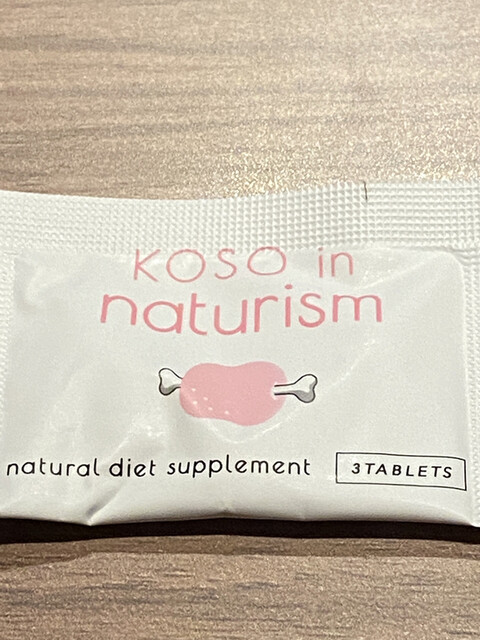 KOSO in
naturism
natural diet supplement 3TABLETS